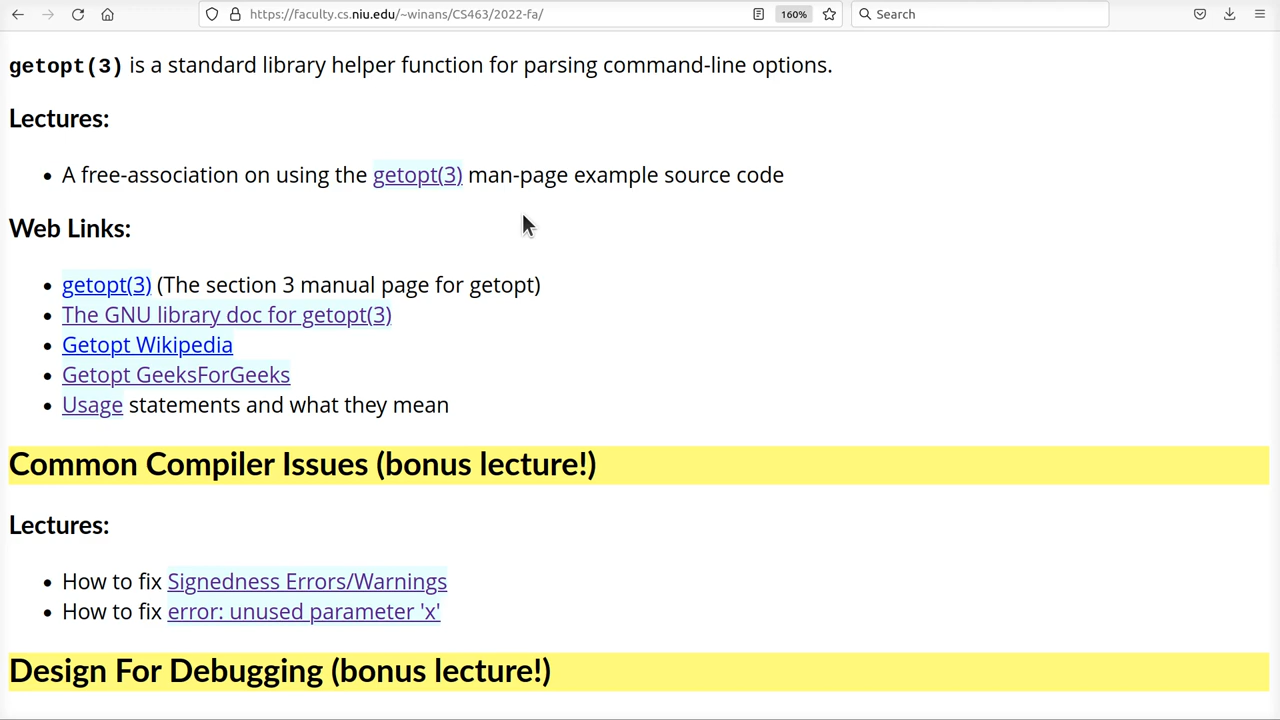 https://faculty.cs.niu.edu/~winans/CS463/2022-fa/
160%
Search
getopt(3) is a standard library helper function for parsing command-line options.
Lectures:
• A free-association on using the getopt(3) man-page example source code
Web Links:
• getopt(3) (The section 3 manual page for getopt)
• The GNU library doc for getopt(3)
• Getopt Wikipedia
• Getopt GeeksForGeeks
• Usage statements and what they mean
Common Compiler Issues (bonus lecture!)
Lectures:
• How to fix Signedness Errors/Warnings
• How to fix error: unused parameter 'x'
Design For Debugging (bonus lecture!)